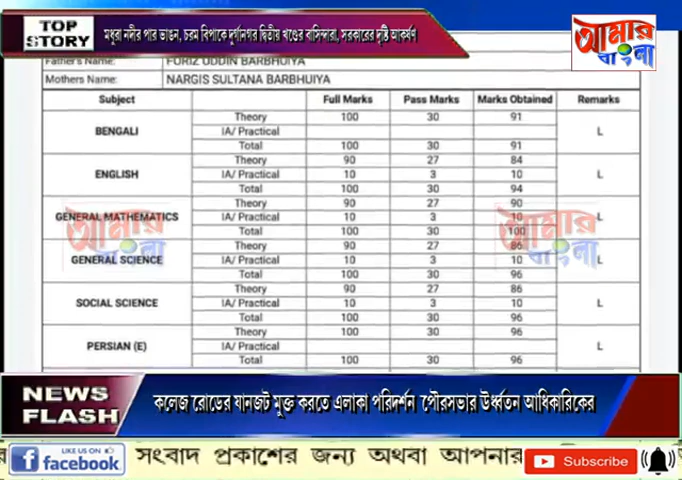 TOP
STORY
মধুরা নদীর পার ভাঙন, চরম বিপাকে দুর্গানগর দ্বিতীয় খণ্ডের বাসিন্দারা, সরকারের দৃষ্টি আকর্ষণ
আমার
বাংলা
Father's Name: FORIZ UDDIN BARBHUIYA
Mothers Name: NARGIS SULTANA BARBHUIYA
Subject Full Marks Pass Marks Marks Obtained Remarks
Theory 100 30 91
BENGALI IA/ Practical L
Total 100 30 91
Theory 90 27 84
ENGLISH IA/ Practical 10 3 10 L
Total 100 30 94
Theory 90 27 90
GENERAL MATHEMATICS IA/ Practical 10 3 10 L
Total 100 30 100
Theory 90 27 86
GENERAL SCIENCE IA/ Practical 10 3 10 L
Total 100 30 96
Theory 90 27 86
SOCIAL SCIENCE IA/ Practical 10 3 10 L
Total 100 30 96
Theory 100 30 96
PERSIAN (E) IA/ Practical L
Total 100 30 96
আমার
বাংলা
আমার
বাংলা
NEWS
FLASH
কলেজ রোডের যানজট মুক্ত করতে এলাকা পরিদর্শন পৌরসভার উর্ধ্বতন আধিকারিকের
LIKE US ON
facebook
সংবাদ প্রকাশের জন্য অথবা আপনার
Subscribe